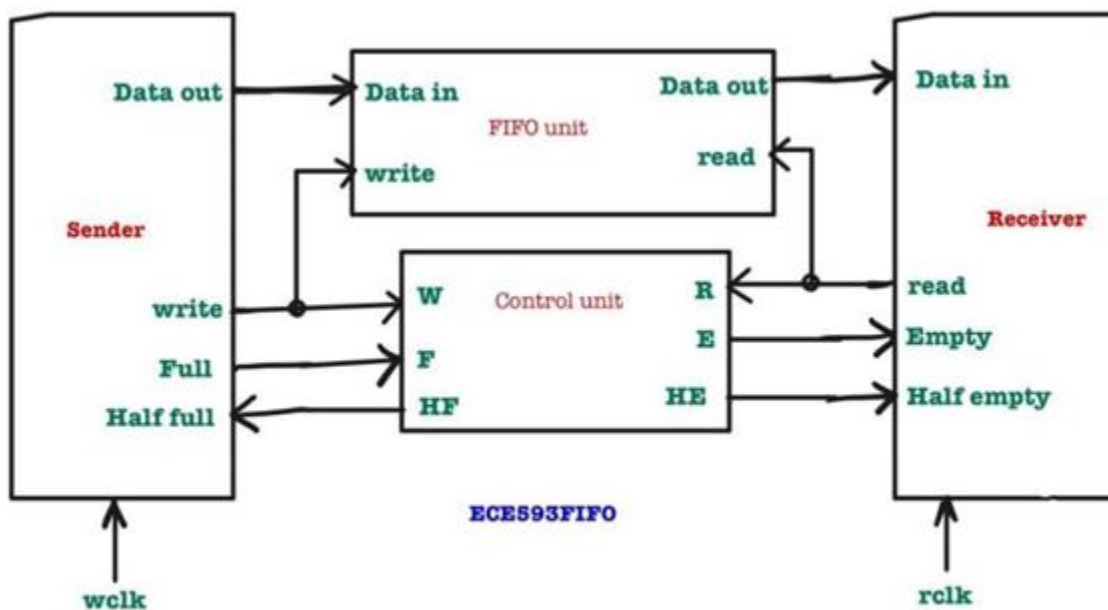 Data out
Data in
Data out
Data in
FIFO unit
write
read
Sender
Receiver
write
W
Control unit
R
read
Full
F
E
Empty
Half full
HF
HE
Half empty
ECE593FIFO
wclk
rclk